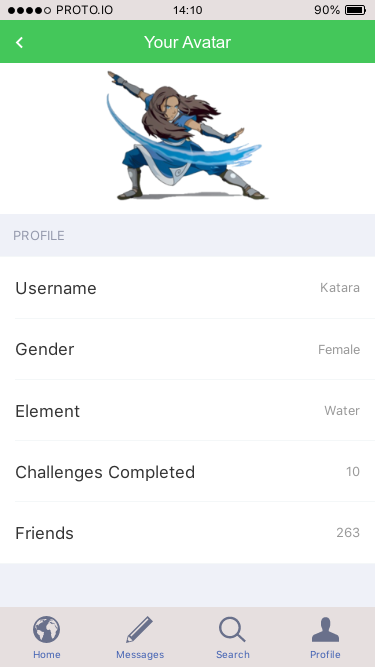 PROTO.IO 14:10 90%
Your Avatar
PROFILE
Username Katara
Gender Female
Element Water
Challenges Completed 10
Friends 263
Home Messages Search Profile